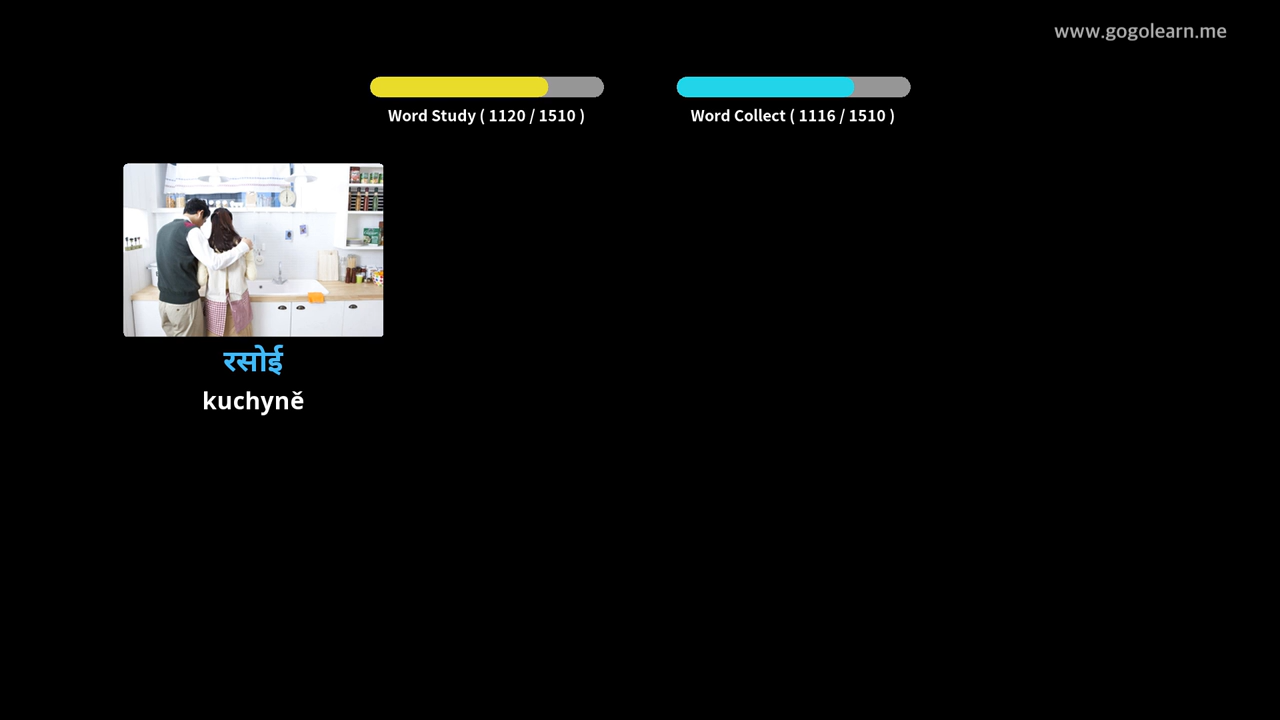 www.gogolearn.me
Word Study ( 1120 / 1510 )
Word Collect ( 1116 / 1510 )
रसोई
kuchyně